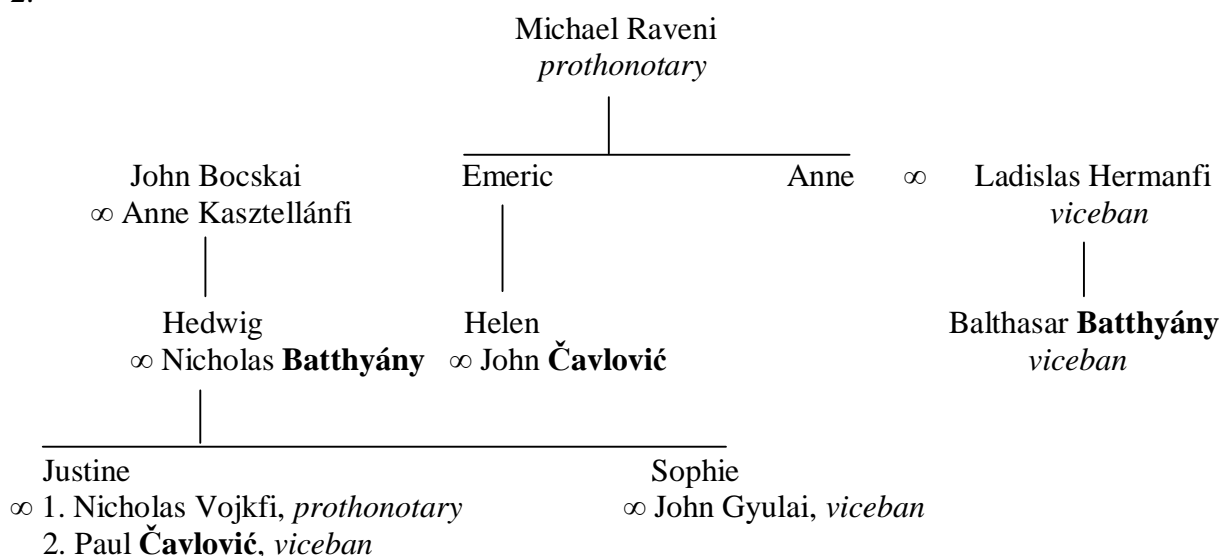 2.
Michael Raveni
prothonotary
John Bocskai Emeric Anne ∞ Ladislas Hermanfi
∞ Anne Kasztellánfi viceban
Hedwig Helen Balthasar Batthyány
∞ Nicholas Batthyány ∞ John Čavlović viceban
Justine Sophie
∞ 1. Nicholas Vojkfi, prothonotary ∞ John Gyulai, viceban
2. Paul Čavlović, viceban